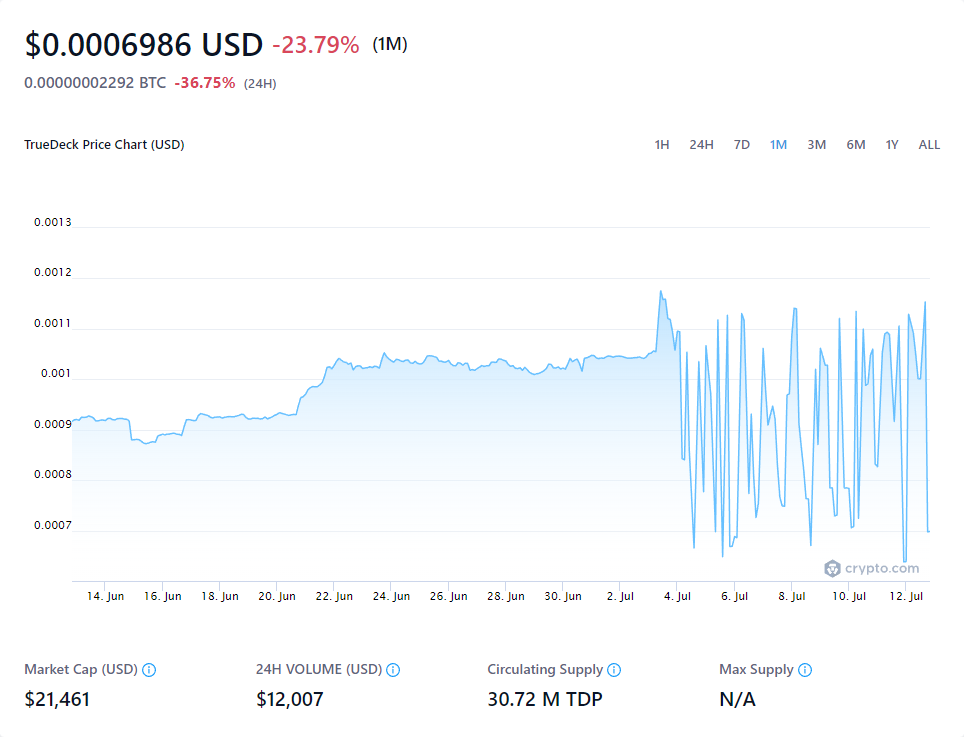 $0.0006986 USD -23.79% (1M)
0.00000002292 BTC -36.75% (24H)
TrueDeck Price Chart (USD) 1H 24H 7D 1M 3M 6M 1Y ALL
0.0013
0.0012
0.0011
0.001
0.0009
0.0008
0.0007
crypto.com
14. Jun 16. Jun 18. Jun 20. Jun 22. Jun 24. Jun 26. Jun 28. Jun 30. Jun 2. Jul 4. Jul 6. Jul 8. Jul 10. Jul 12. Jul
Market Cap (USD) 24H VOLUME (USD) Circulating Supply Max Supply
$21,461 $12,007 30.72 M TDP N/A